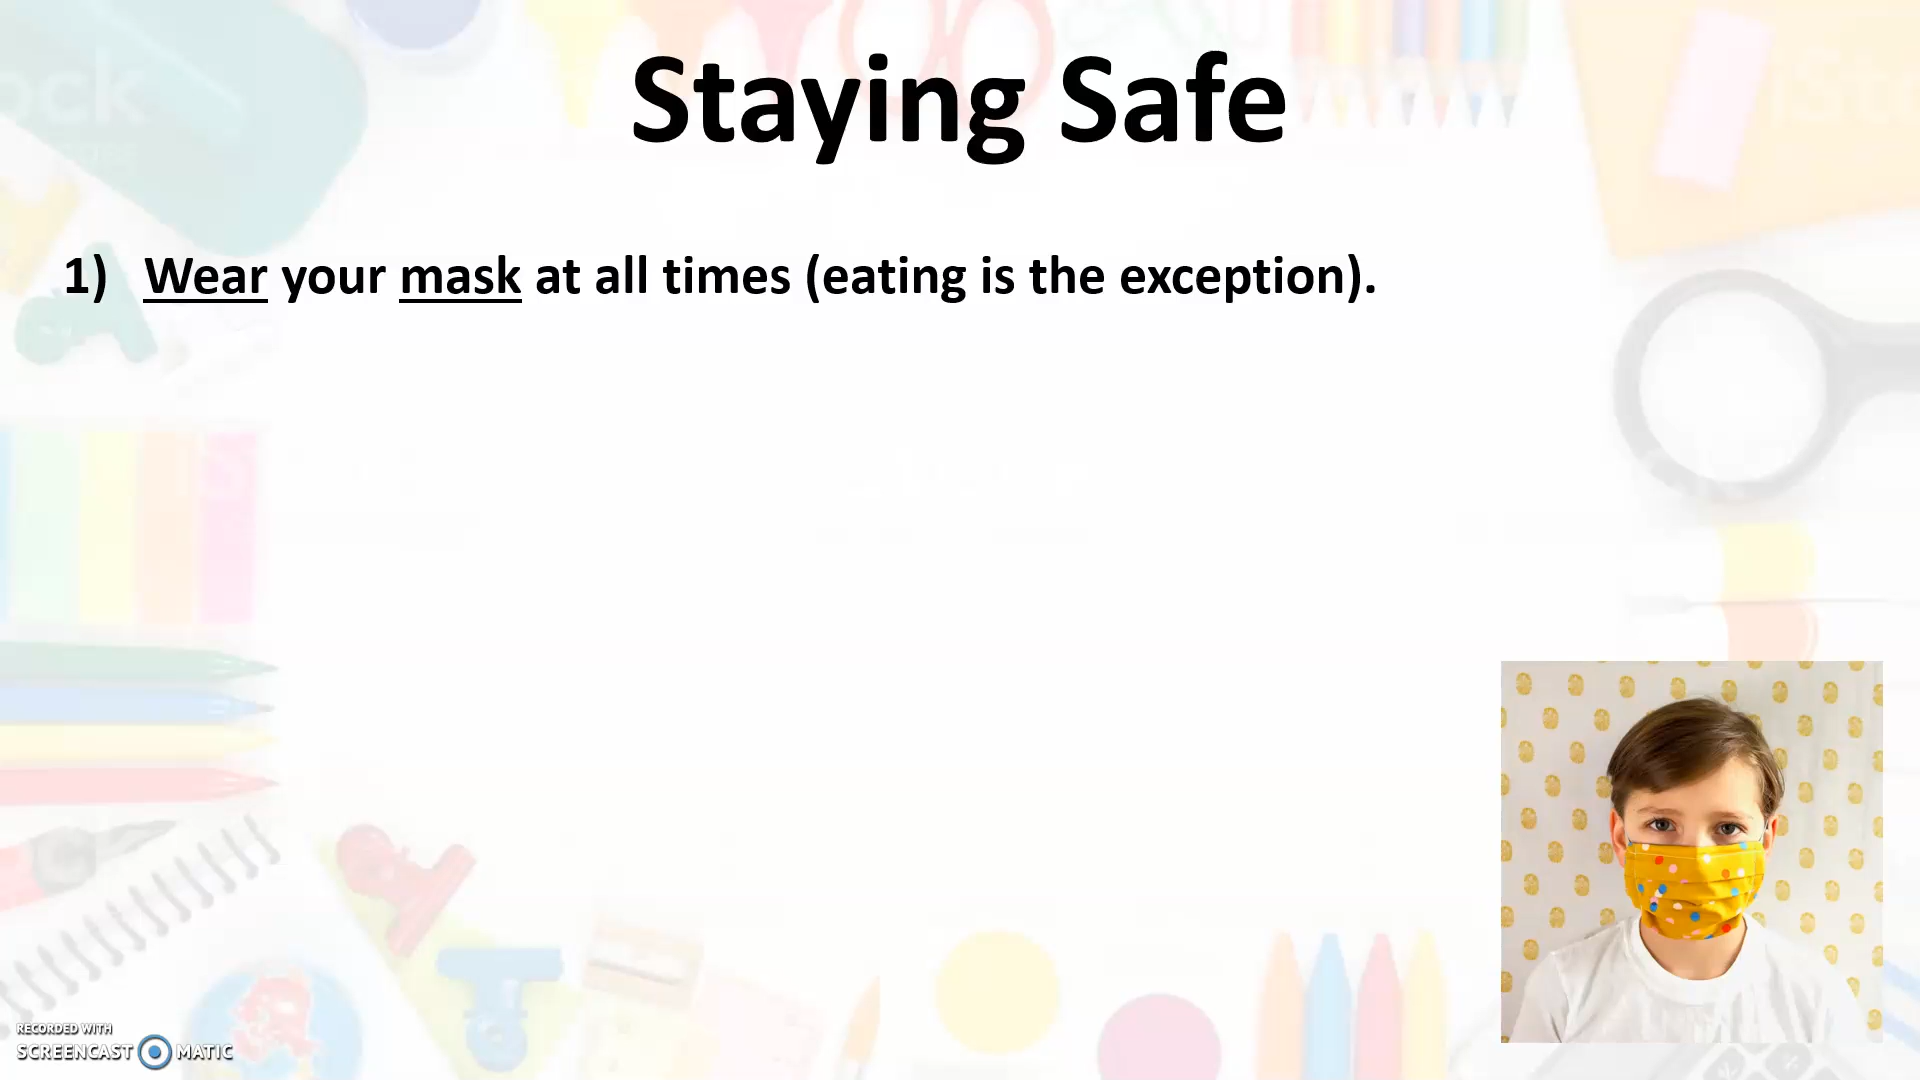 Staying Safe
1) Wear your mask at all times (eating is the exception).
RECORDED WITH
SCREENCAST MATIC